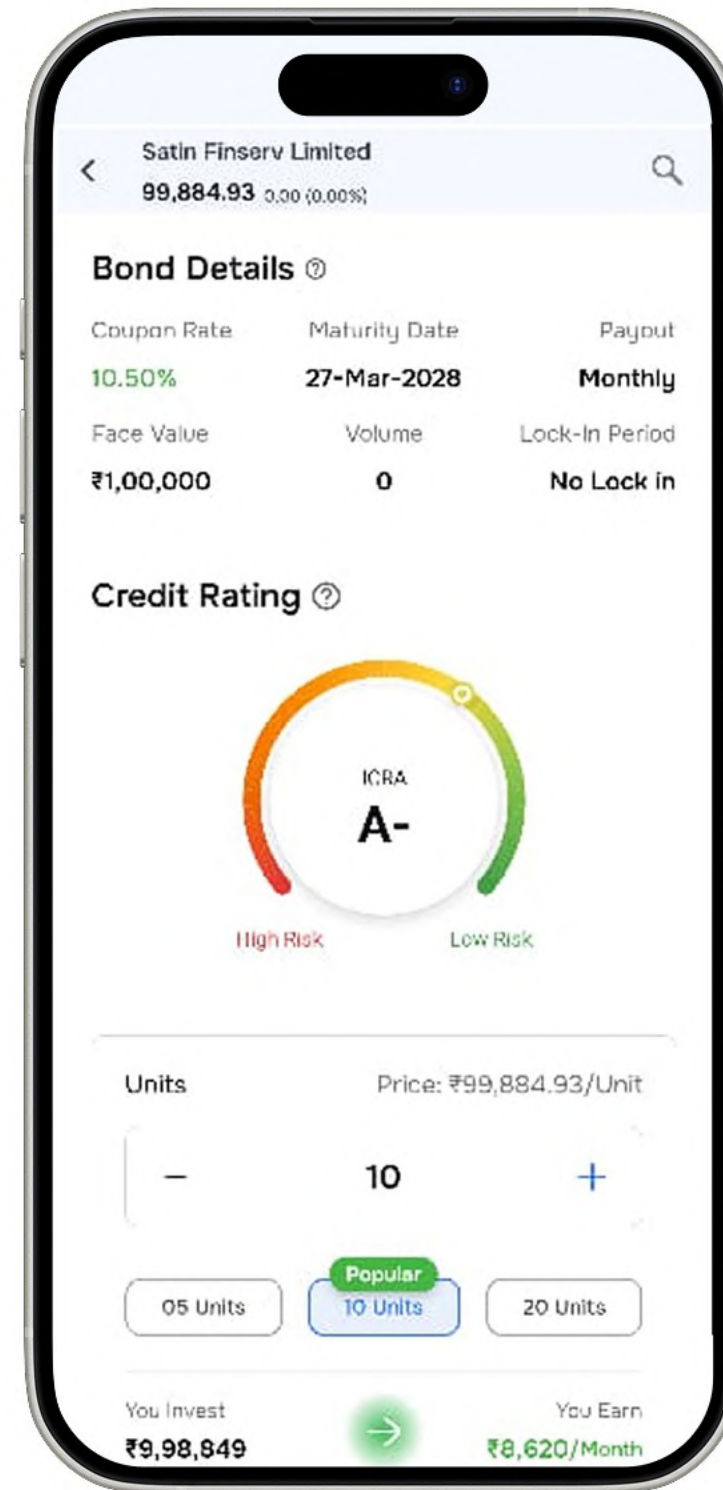 Satin Finserv Limited
99,884.93 0.00 (0.00%)
Bond Details ?
Coupon Rate Maturity Date Payout
10.50% 27-Mar-2028 Monthly
Face Value Volume Lock-In Period
₹1,00,000 0 No Lock in
Credit Rating ?
ICRA
A-
High Risk Low Risk
Units Price: ₹99,884.93/Unit
− 10 +
Popular
05 Units 10 Units 20 Units
You Invest You Earn
₹9,98,849 ₹8,620/Month